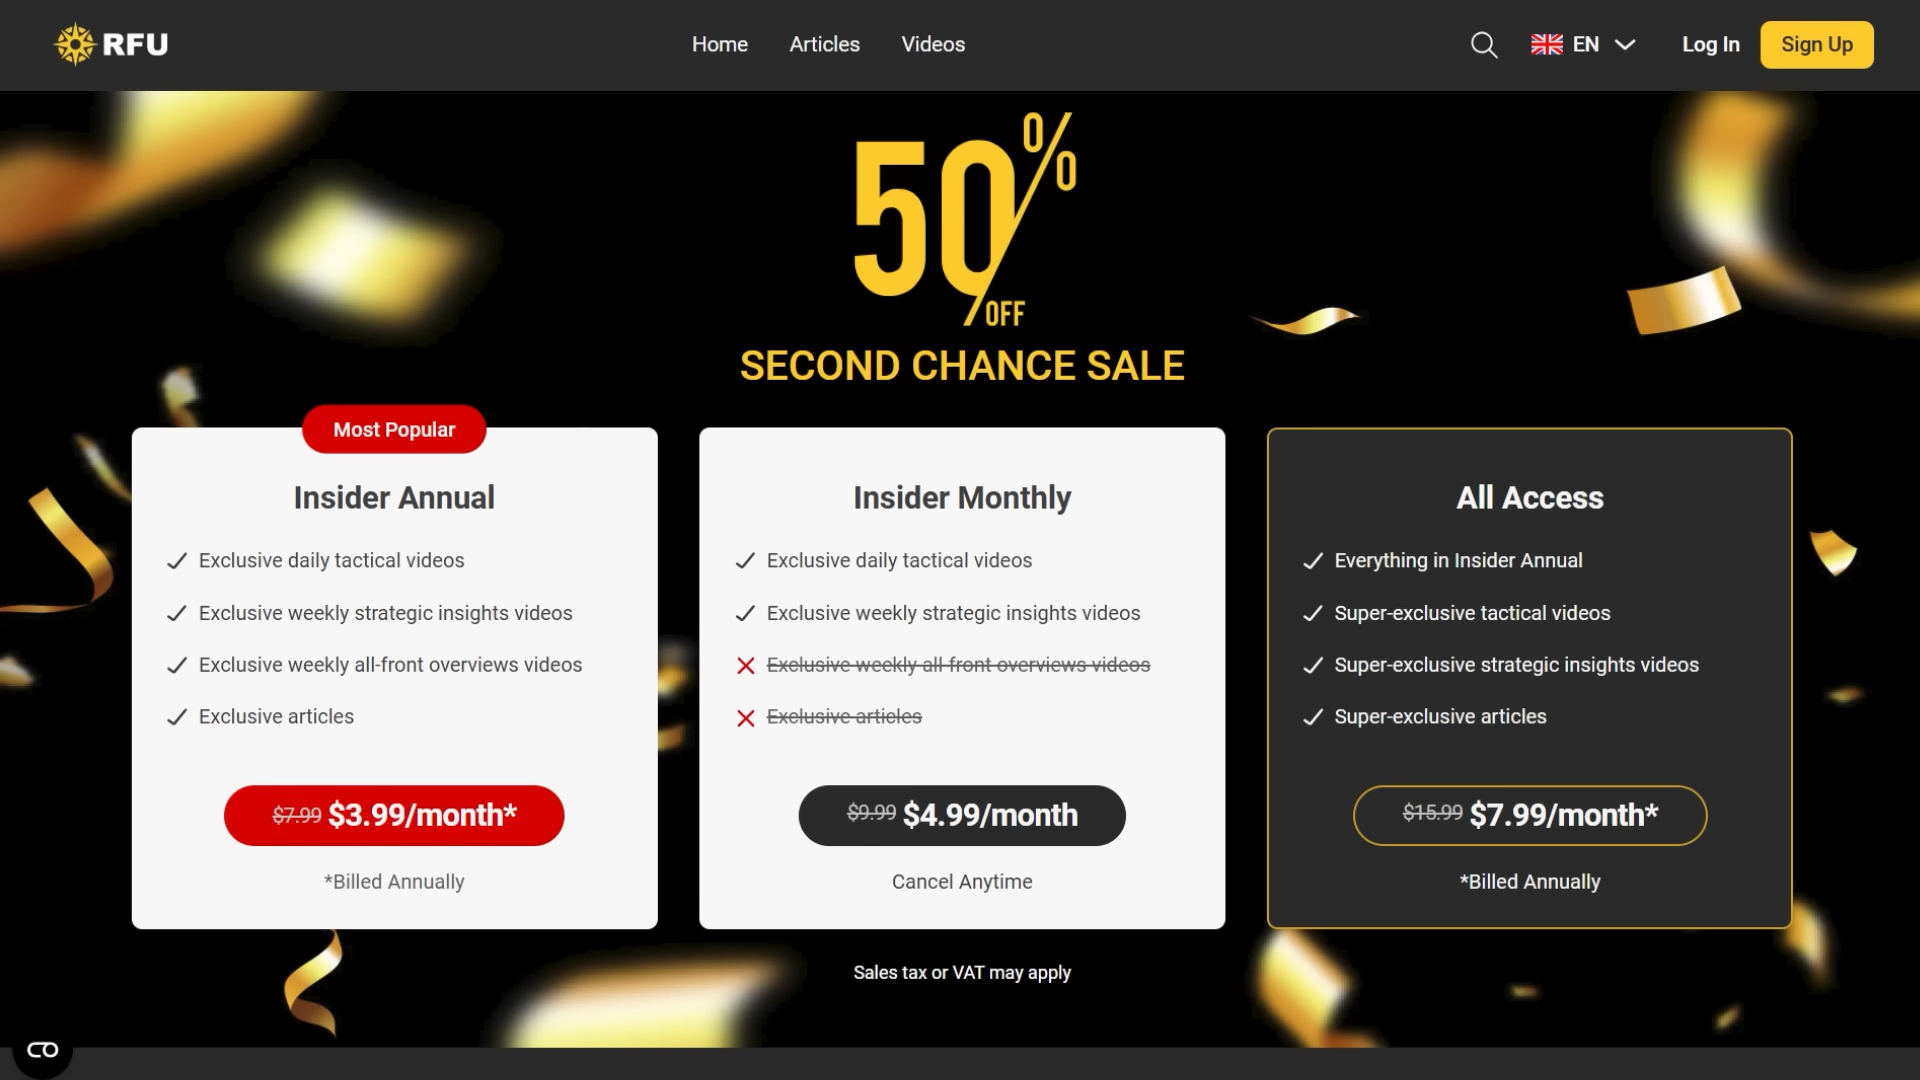 RFU
Home
Articles
Videos
EN
Log In
Sign Up
50%
OFF
SECOND CHANCE SALE
Most Popular
Insider Annual
Exclusive daily tactical videos
Exclusive weekly strategic insights videos
Exclusive weekly all-front overviews videos
Exclusive articles
$7.99 $3.99/month*
*Billed Annually
Insider Monthly
Exclusive daily tactical videos
Exclusive weekly strategic insights videos
Exclusive weekly all-front overviews videos
Exclusive articles
$9.99 $4.99/month
Cancel Anytime
All Access
Everything in Insider Annual
Super-exclusive tactical videos
Super-exclusive strategic insights videos
Super-exclusive articles
$15.99 $7.99/month*
*Billed Annually
Sales tax or VAT may apply